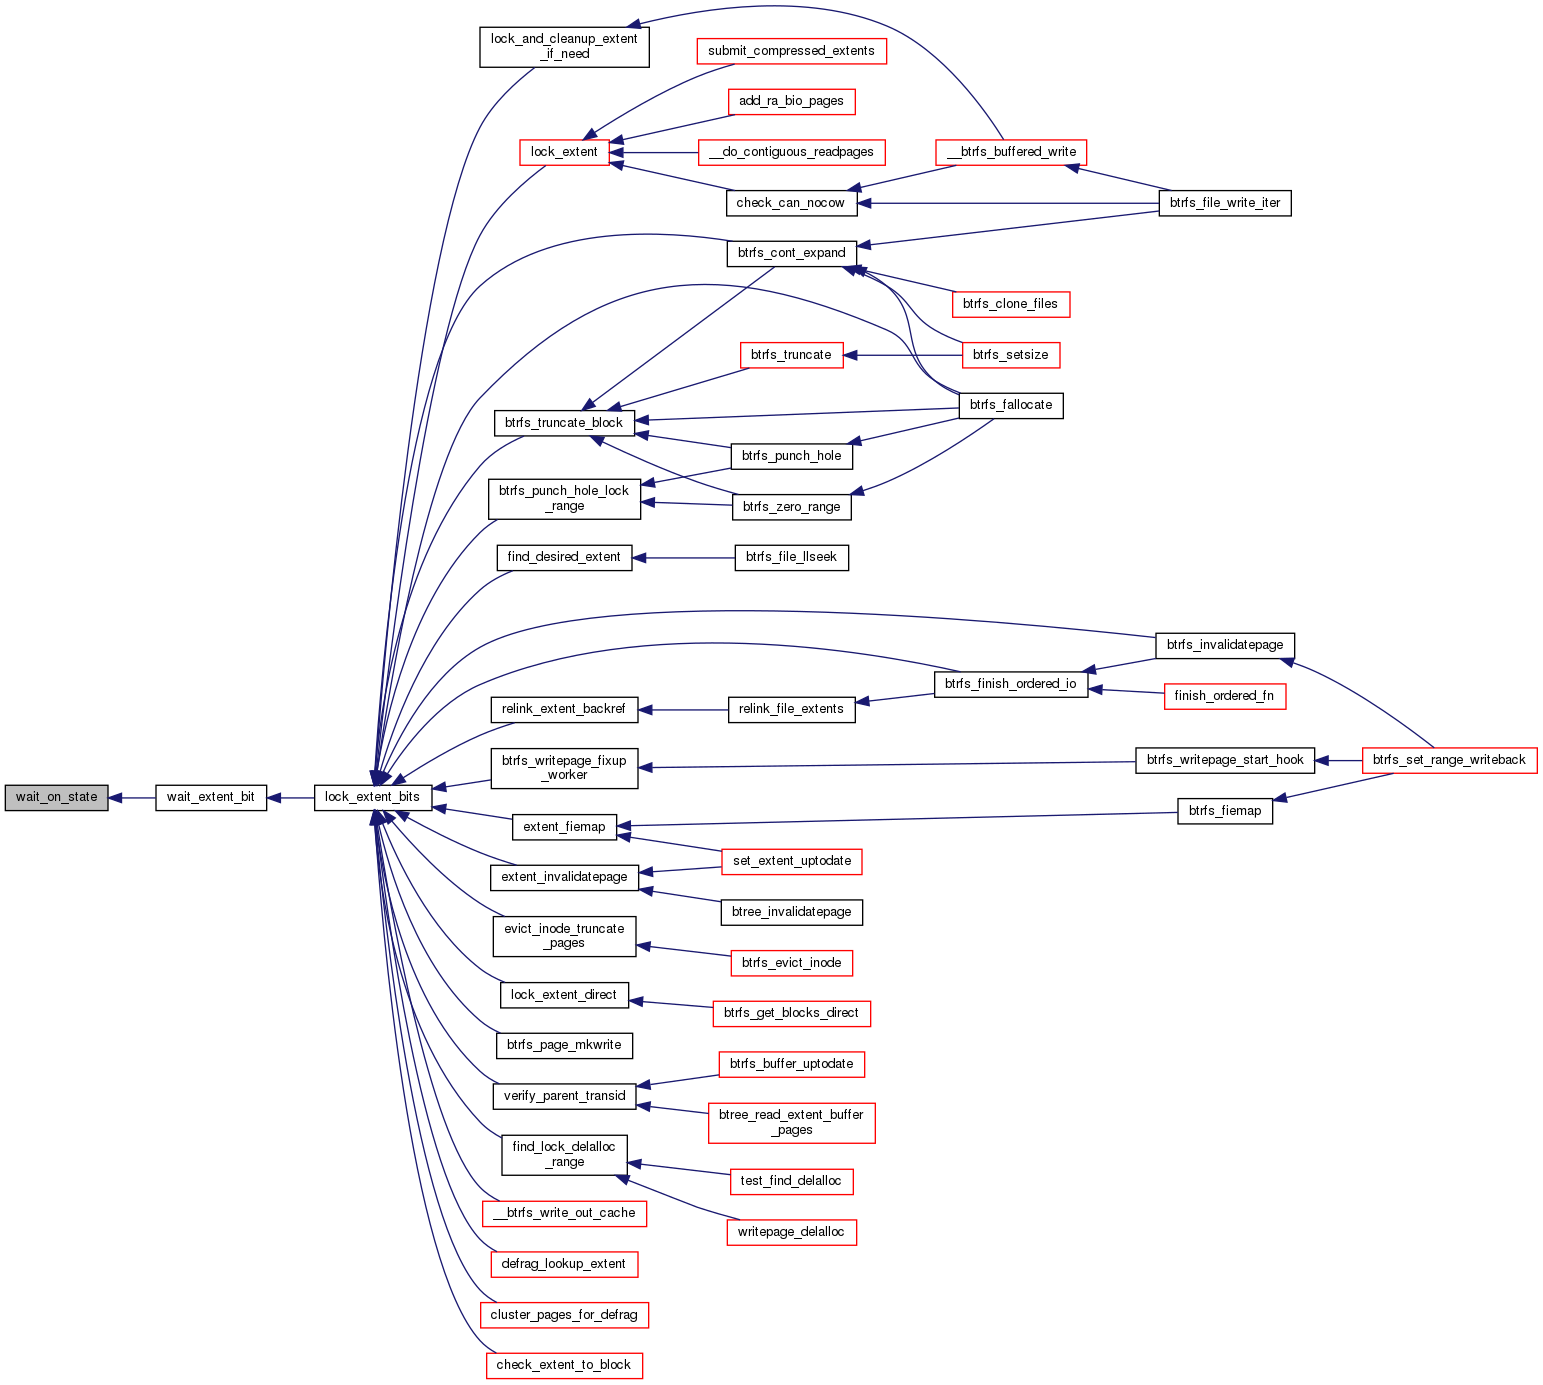 lock_and_cleanup_extent
_if_need
submit_compressed_extents
add_ra_bio_pages
lock_extent
__do_contiguous_readpages
__btrfs_buffered_write
check_can_nocow
btrfs_file_write_iter
btrfs_cont_expand
btrfs_clone_files
btrfs_truncate
btrfs_setsize
btrfs_fallocate
btrfs_truncate_block
btrfs_punch_hole
btrfs_punch_hole_lock
_range
btrfs_zero_range
find_desired_extent
btrfs_file_llseek
btrfs_invalidatepage
btrfs_finish_ordered_io
finish_ordered_fn
relink_extent_backref
relink_file_extents
btrfs_writepage_fixup
_worker
btrfs_writepage_start_hook
btrfs_set_range_writeback
wait_on_state
wait_extent_bit
lock_extent_bits
btrfs_fiemap
extent_fiemap
set_extent_uptodate
extent_invalidatepage
btree_invalidatepage
evict_inode_truncate
_pages
btrfs_evict_inode
lock_extent_direct
btrfs_get_blocks_direct
btrfs_page_mkwrite
btrfs_buffer_uptodate
verify_parent_transid
btree_read_extent_buffer
_pages
find_lock_delalloc
_range
test_find_delalloc
__btrfs_write_out_cache
writepage_delalloc
defrag_lookup_extent
cluster_pages_for_defrag
check_extent_to_block